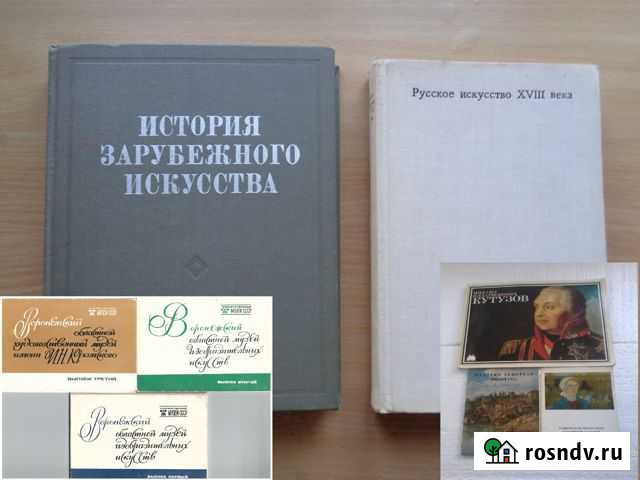 ИСТОРИЯ
ЗАРУБЕЖНОГО
ИСКУССТВА
Русское искусство XVIII века
Воронежский
областной
художественный музей
имени И.Н. Крамского
ВЫПУСК ТРЕТИЙ
Воронежский
областной музей
изобразительных
искусств
ВЫПУСК ВТОРОЙ
Воронежский
областной музей
изобразительных
искусств
ВЫПУСК ПЕРВЫЙ
КУТУЗОВ
rosndv.ru